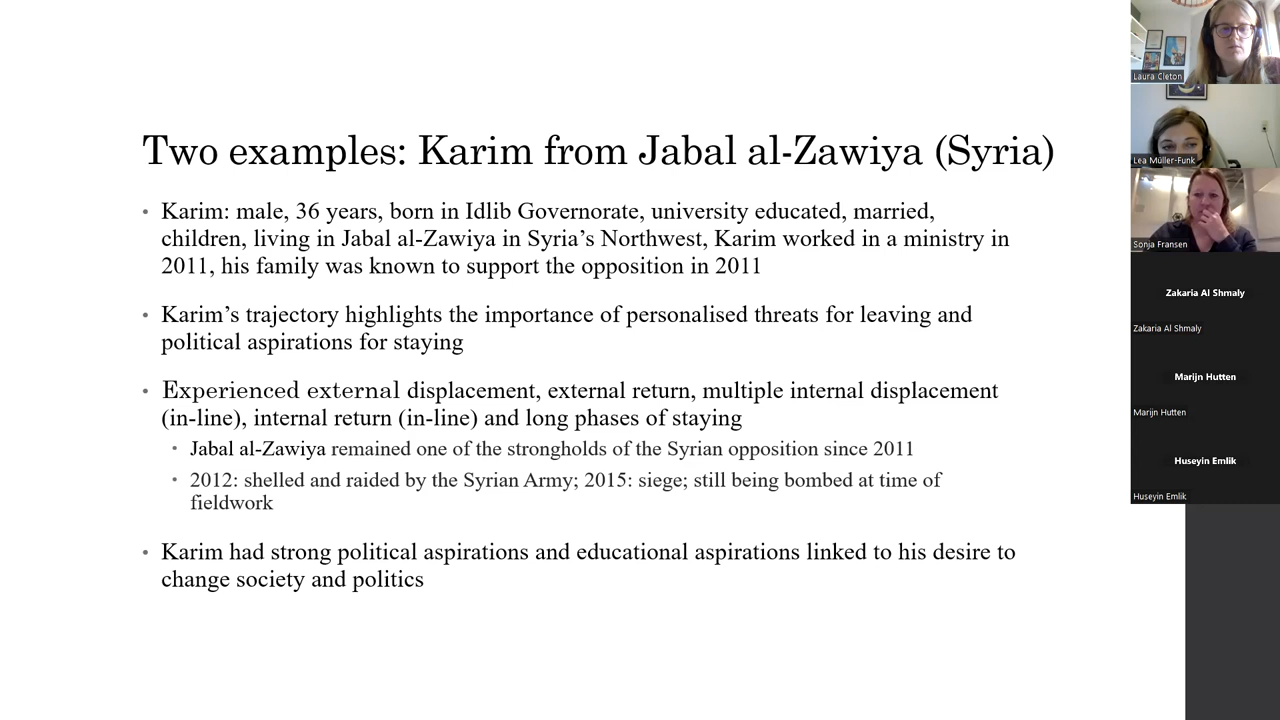 Two examples: Karim from Jabal al-Zawiya (Syria)
• Karim: male, 36 years, born in Idlib Governorate, university educated, married,
children, living in Jabal al-Zawiya in Syria’s Northwest, Karim worked in a ministry in
2011, his family was known to support the opposition in 2011
• Karim’s trajectory highlights the importance of personalised threats for leaving and
political aspirations for staying
• Experienced external displacement, external return, multiple internal displacement
(in-line), internal return (in-line) and long phases of staying
• Jabal al-Zawiya remained one of the strongholds of the Syrian opposition since 2011
• 2012: shelled and raided by the Syrian Army; 2015: siege; still being bombed at time of
fieldwork
• Karim had strong political aspirations and educational aspirations linked to his desire to
change society and politics
Laura Cleton
Lea Müller-Funk
Sonja Fransen
Zakaria Al Shmaly
Zakaria Al Shmaly
Marijn Hutten
Marijn Hutten
Huseyin Emlik
Huseyin Emlik